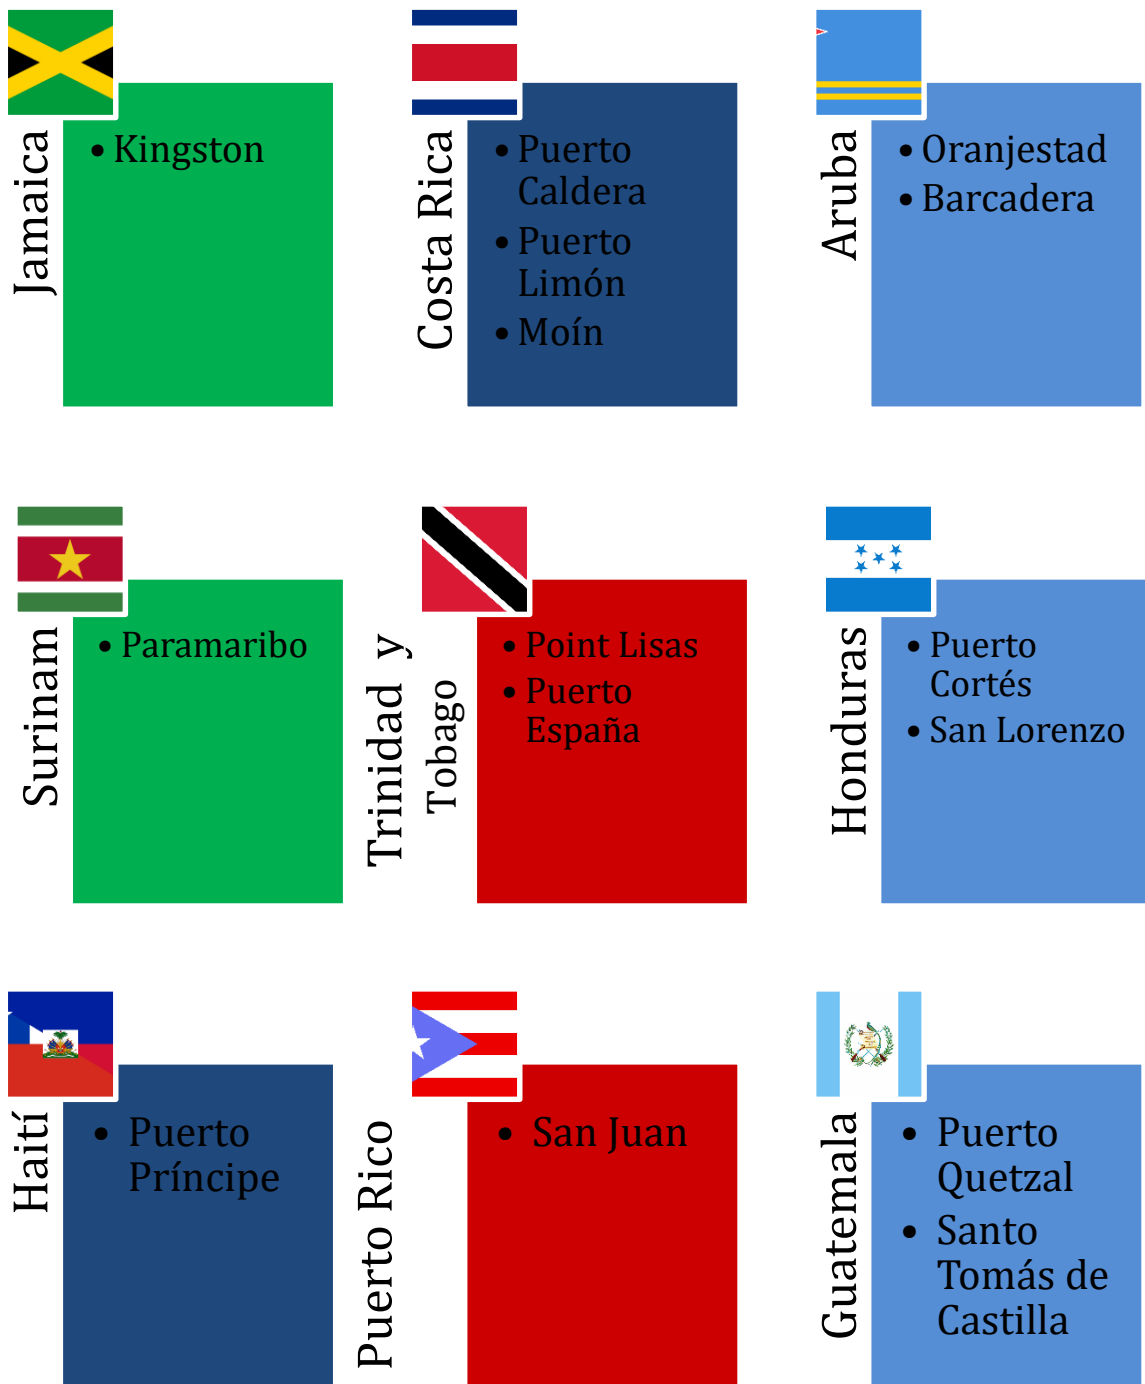 Jamaica
• Kingston
Costa Rica
• Puerto
Caldera
• Puerto
Limón
• Moín
Aruba
• Oranjestad
• Barcadera
Surinam
• Paramaribo
Trinidad y
Tobago
• Point Lisas
• Puerto
España
Honduras
• Puerto
Cortés
• San Lorenzo
Haití
• Puerto
Príncipe
Puerto Rico
• San Juan
Guatemala
• Puerto
Quetzal
• Santo
Tomás de
Castilla